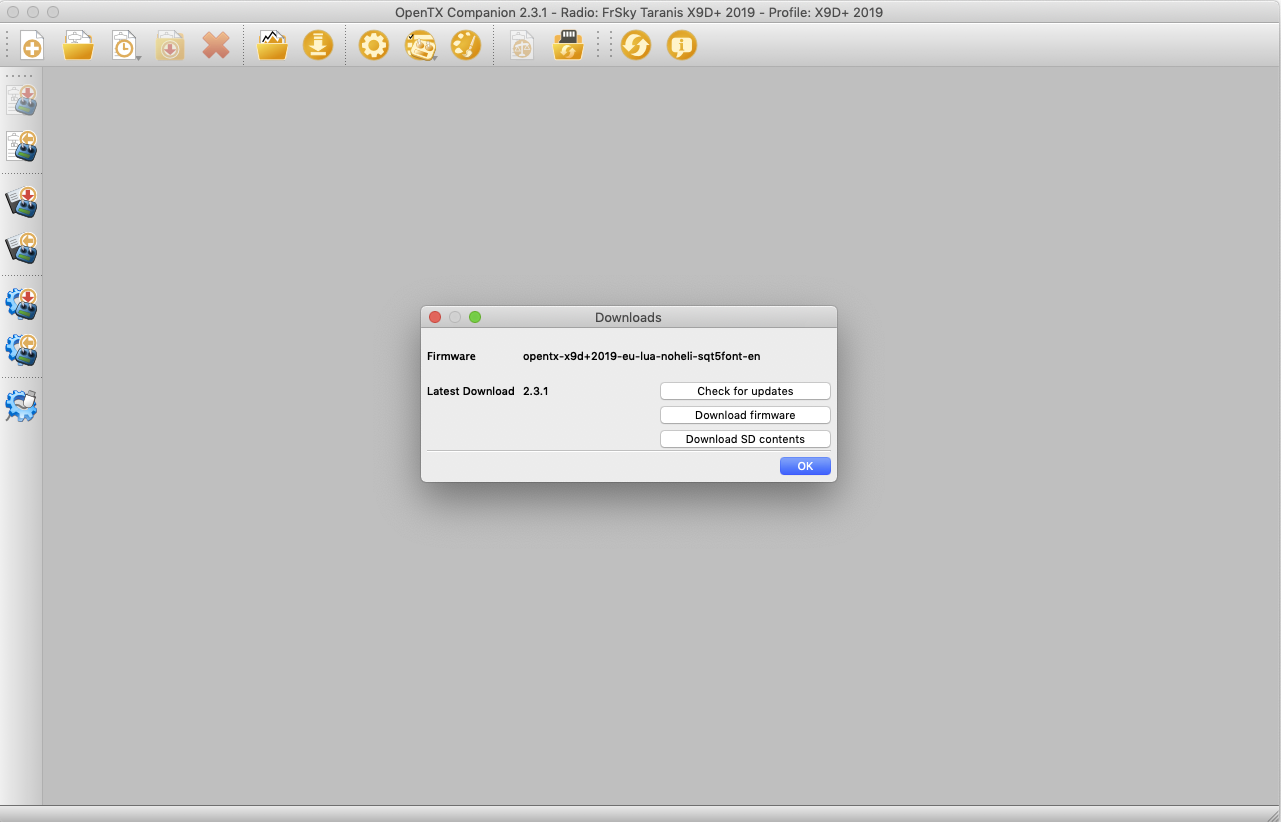 OpenTX Companion 2.3.1 - Radio: FrSky Taranis X9D+ 2019 - Profile: X9D+ 2019
Downloads
Firmware opentx-x9d+2019-eu-lua-noheli-sqt5font-en
Latest Download 2.3.1 Check for updates
Download firmware
Download SD contents
OK